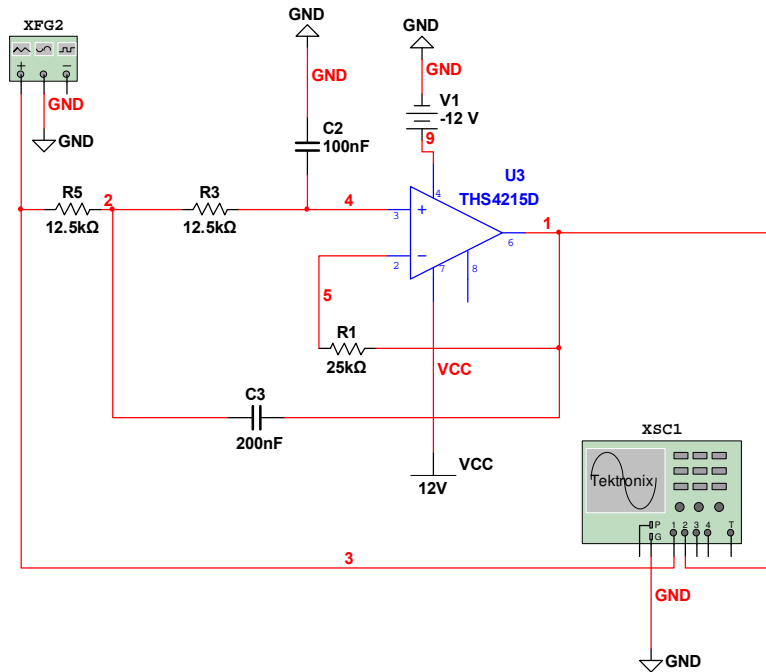 XFG2
+ −
GND
GND
GND
GND
C2
100nF
GND
GND
V1
-12 V
9
4
U3
THS4215D
R5
12.5kΩ
2
R3
12.5kΩ
4
3
+
−
2
7
8
6
1
5
R1
25kΩ
VCC
C3
200nF
VCC
12V
XSC1
Tektronix
P
G
1 2 3 4 T
3
GND
GND